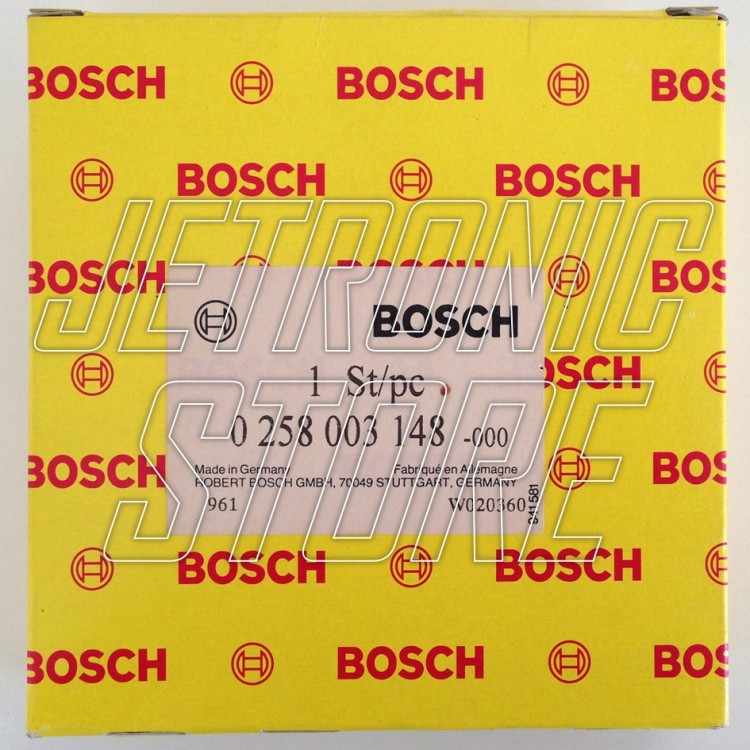 BOSCH BOSCH BOS
BOSCH BOSCH
BOSCH BOSCH BOS
JETRONIC
BOSCH
1 St/pc
BOSCH
STORE
0 258 003 148 -000
Made in Germany Fabriqué en Allemagne
ROBERT BOSCH GMBH, 70049 STUTTGART, GERMANY
961 W020360
341581
BOSCH BOSCH
BOSCH BOSCH BOS